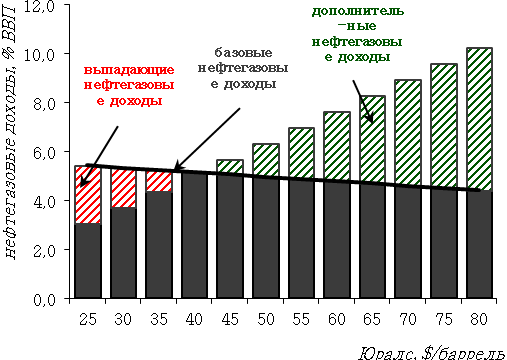 нефтегазовые доходы, % ВВП
12,0
10,0
8,0
6,0
4,0
2,0
0,0
выпадающие
нефтегазовы
е доходы
базовые
нефтегазовы
е доходы
дополнитель
-ные
нефтегазовы
е доходы
25 30 35 40 45 50 55 60 65 70 75 80
Юралс, $/баррель